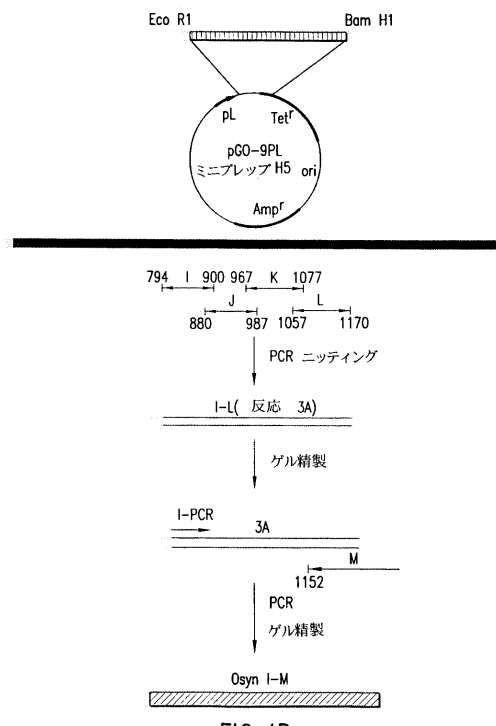 Eco R1 Bam H1
pL Tetʳ
pGO-9PL
ミニプレップ H5 ori
Ampʳ
794 I 900 967 K 1077
J L
880 987 1057 1170
PCR ニッティング
I-L( 反応 3A)
ゲル精製
I-PCR 3A
M
1152
PCR
ゲル精製
Osyn I-M